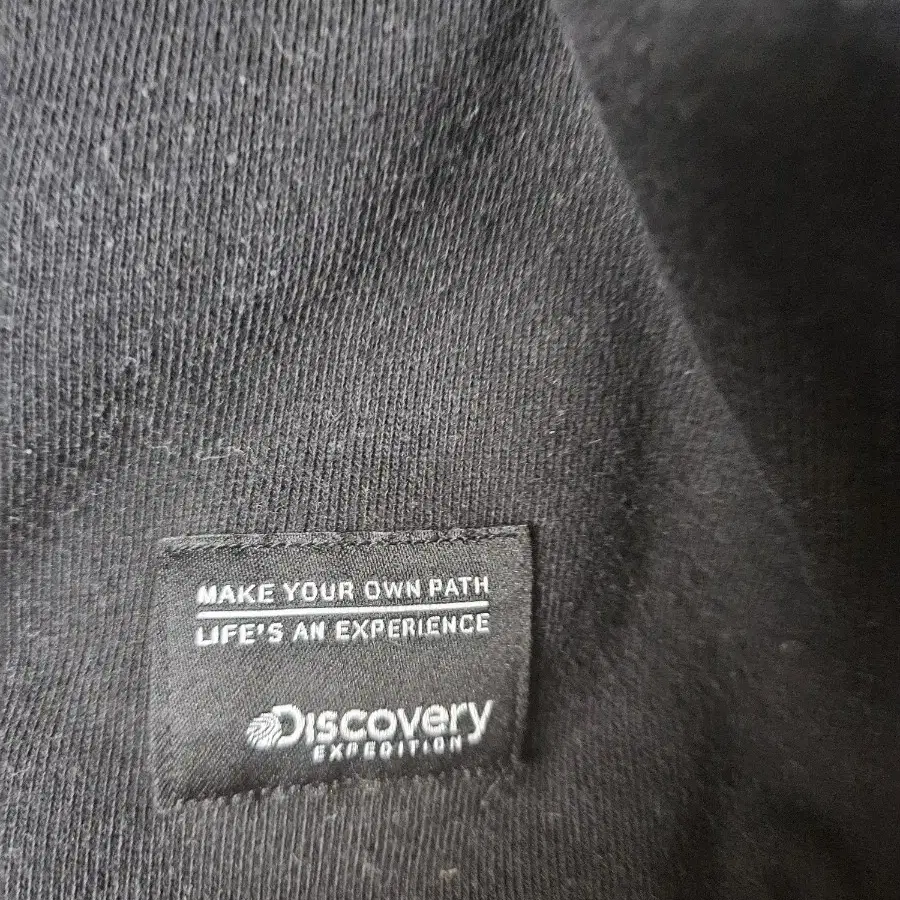 MAKE YOUR OWN PATH
LIFE'S AN EXPERIENCE
Discovery
EXPEDITION